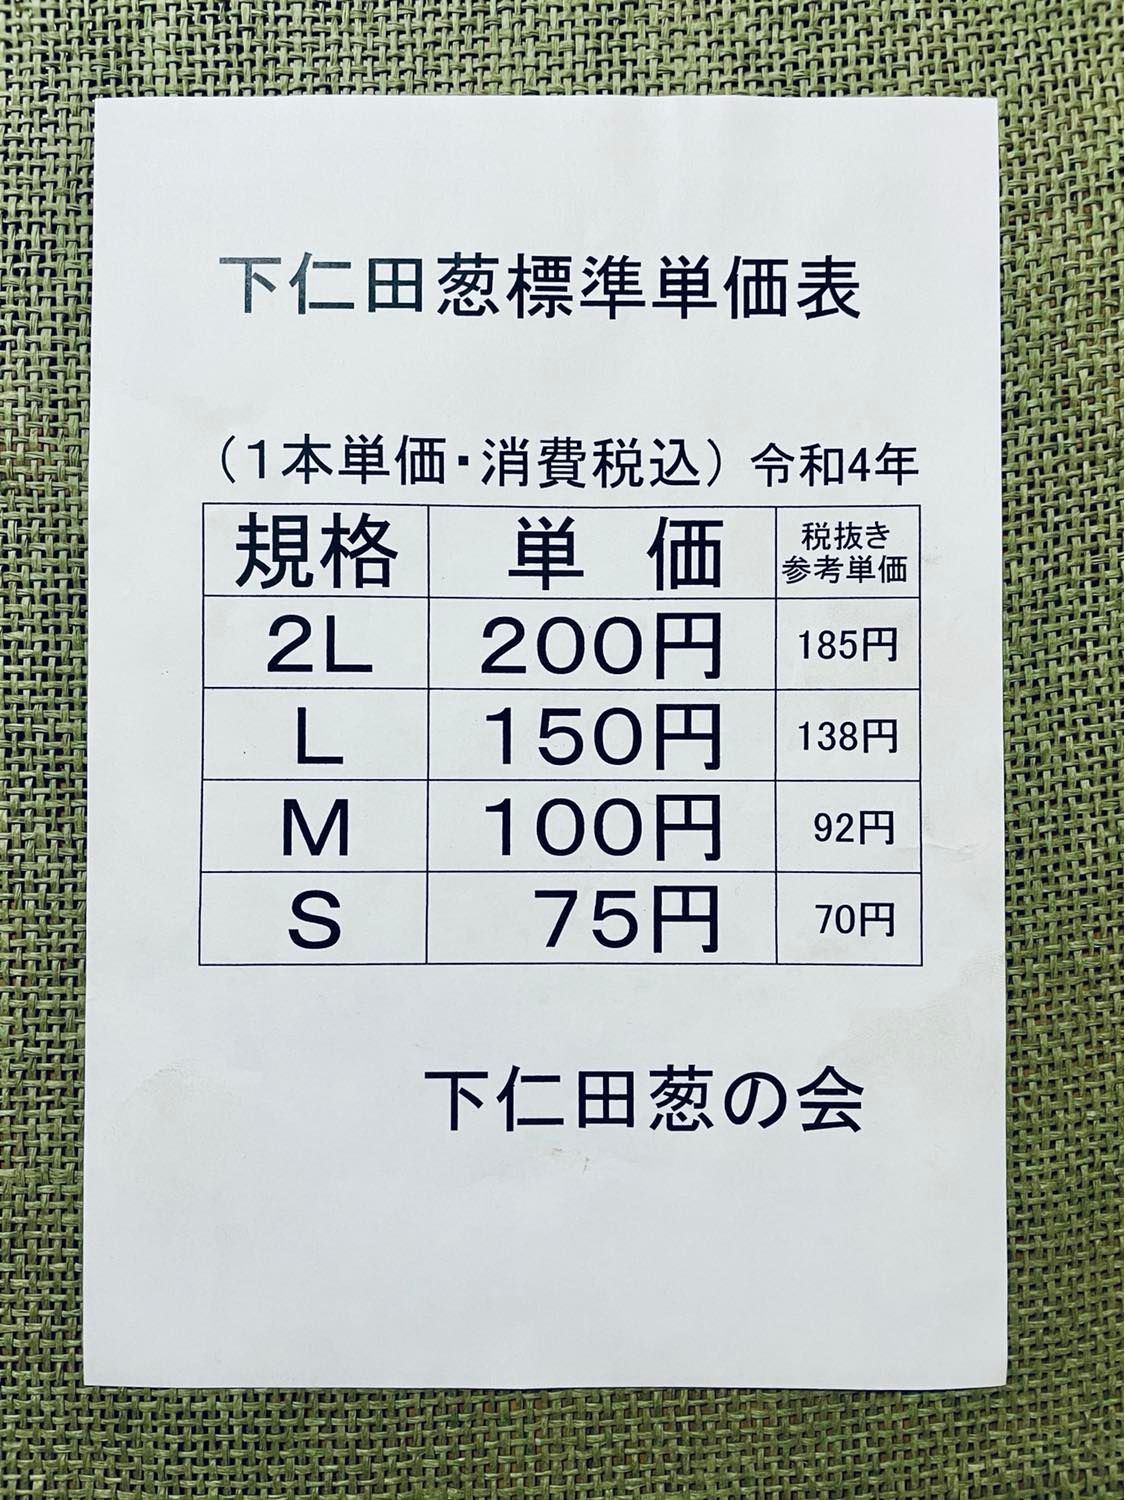 下仁田葱標準単価表
（１本単価・消費税込）令和4年
規格 単 価 税抜き参考単価
２Ｌ ２００円 185円
Ｌ １５０円 138円
Ｍ １００円 92円
Ｓ ７５円 70円
下仁田葱の会